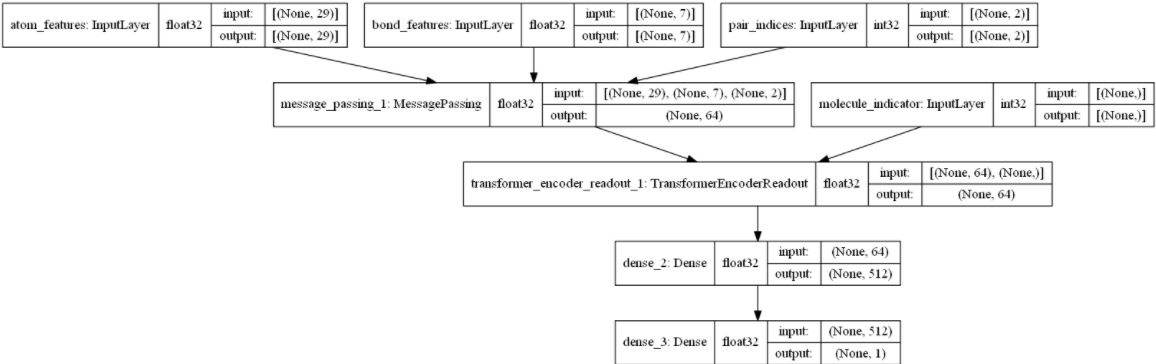 atom_features: InputLayer float32 input: [(None, 29)] output: [(None, 29)]
bond_features: InputLayer float32 input: [(None, 7)] output: [(None, 7)]
pair_indices: InputLayer int32 input: [(None, 2)] output: [(None, 2)]
message_passing_1: MessagePassing float32 input: [(None, 29), (None, 7), (None, 2)] output: (None, 64)
molecule_indicator: InputLayer int32 input: [(None,)] output: [(None,)]
transformer_encoder_readout_1: TransformerEncoderReadout float32 input: [(None, 64), (None,)] output: (None, 64)
dense_2: Dense float32 input: (None, 64) output: (None, 512)
dense_3: Dense float32 input: (None, 512) output: (None, 1)